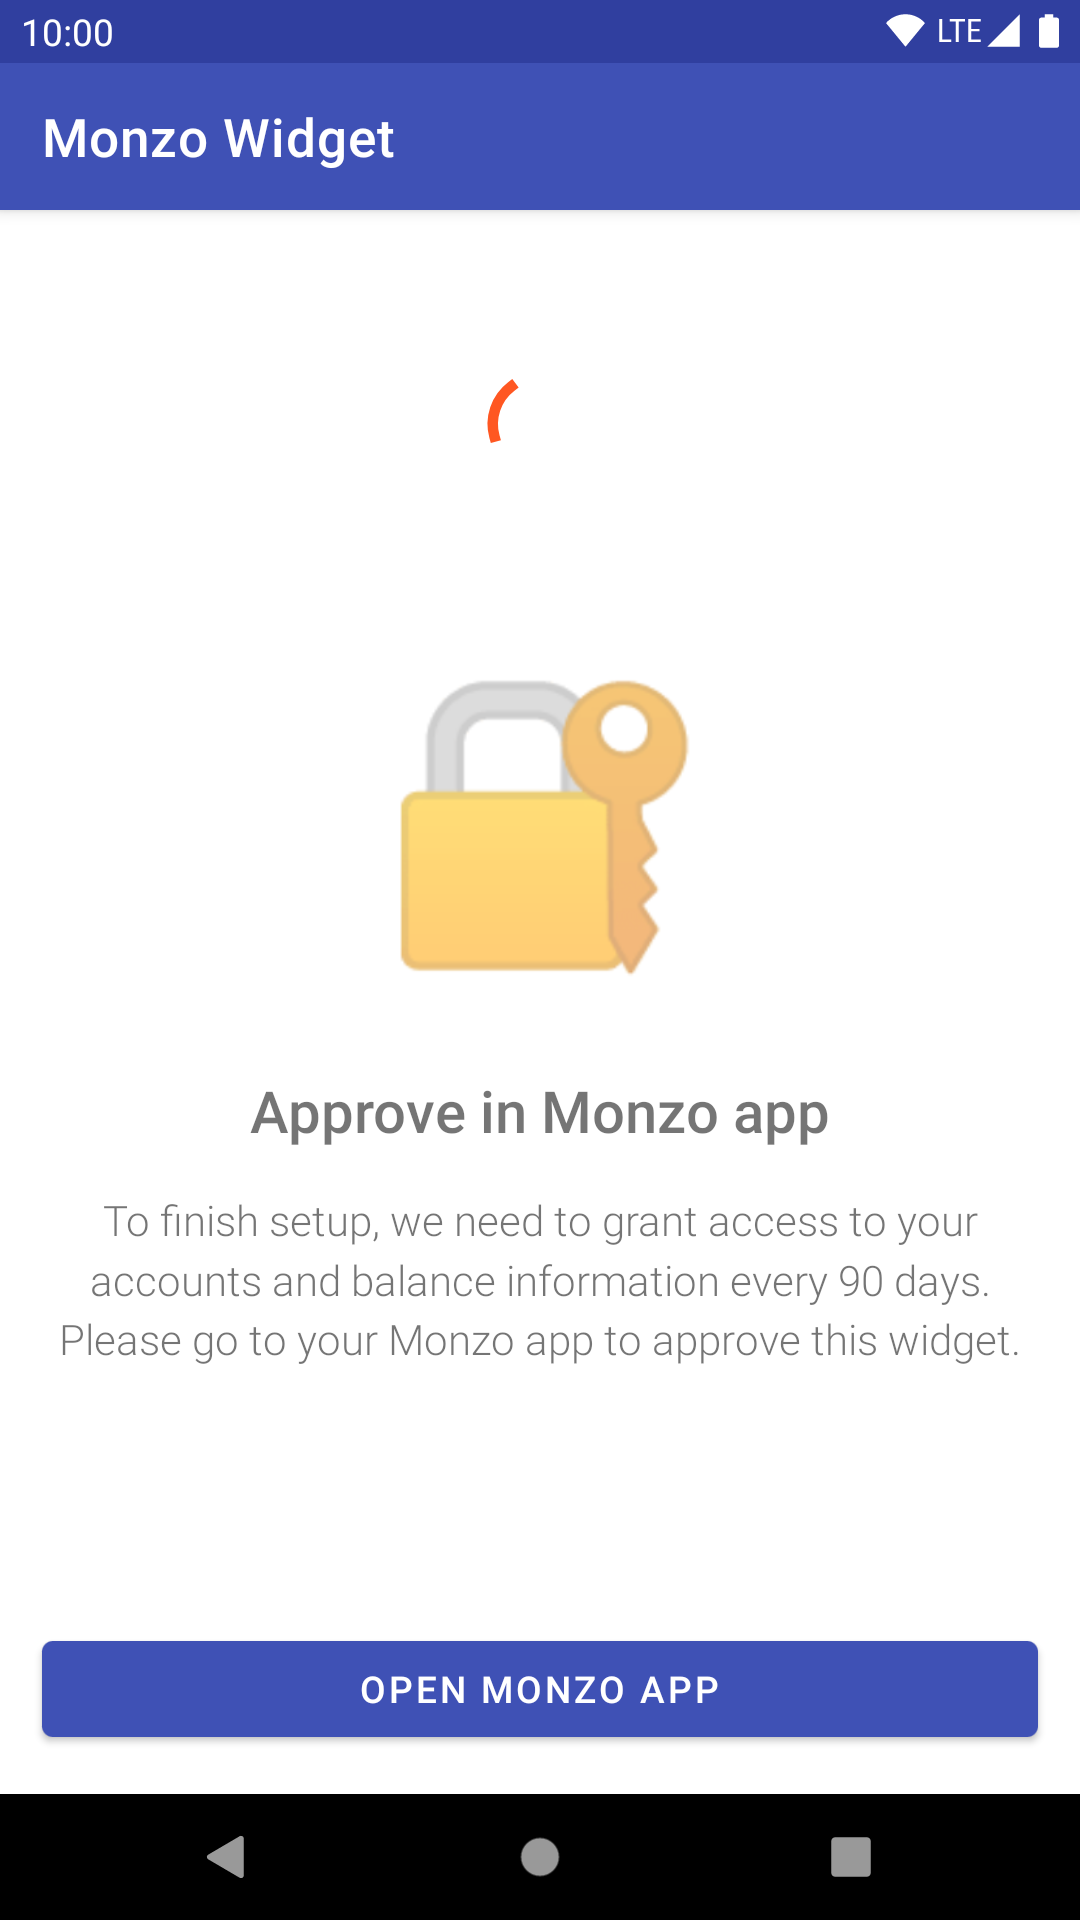 10:00 LTE
Monzo Widget
Approve in Monzo app
To finish setup, we need to grant access to your
accounts and balance information every 90 days.
Please go to your Monzo app to approve this widget.
OPEN MONZO APP